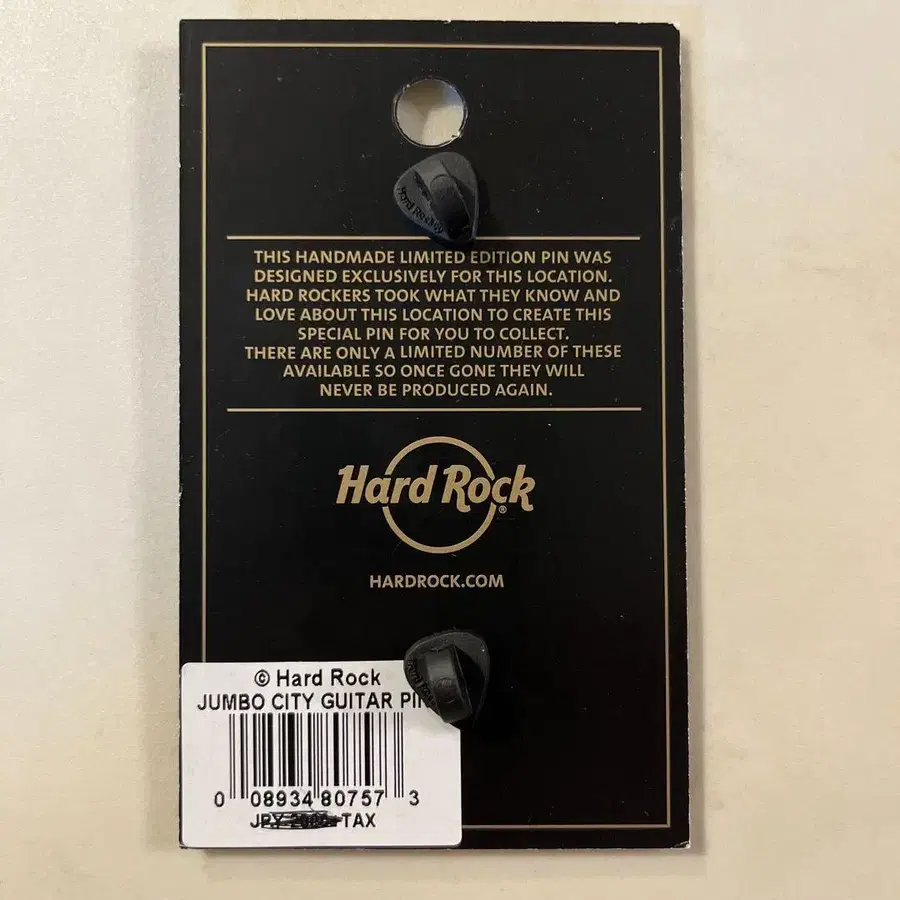 Hard Rock
THIS HANDMADE LIMITED EDITION PIN WAS
DESIGNED EXCLUSIVELY FOR THIS LOCATION.
HARD ROCKERS TOOK WHAT THEY KNOW AND
LOVE ABOUT THIS LOCATION TO CREATE THIS
SPECIAL PIN FOR YOU TO COLLECT.
THERE ARE ONLY A LIMITED NUMBER OF THESE
AVAILABLE SO ONCE GONE THEY WILL
NEVER BE PRODUCED AGAIN.
Hard Rock®
HARDROCK.COM
© Hard Rock
JUMBO CITY GUITAR PIN
0 08934 80757 3
JPY +TAX